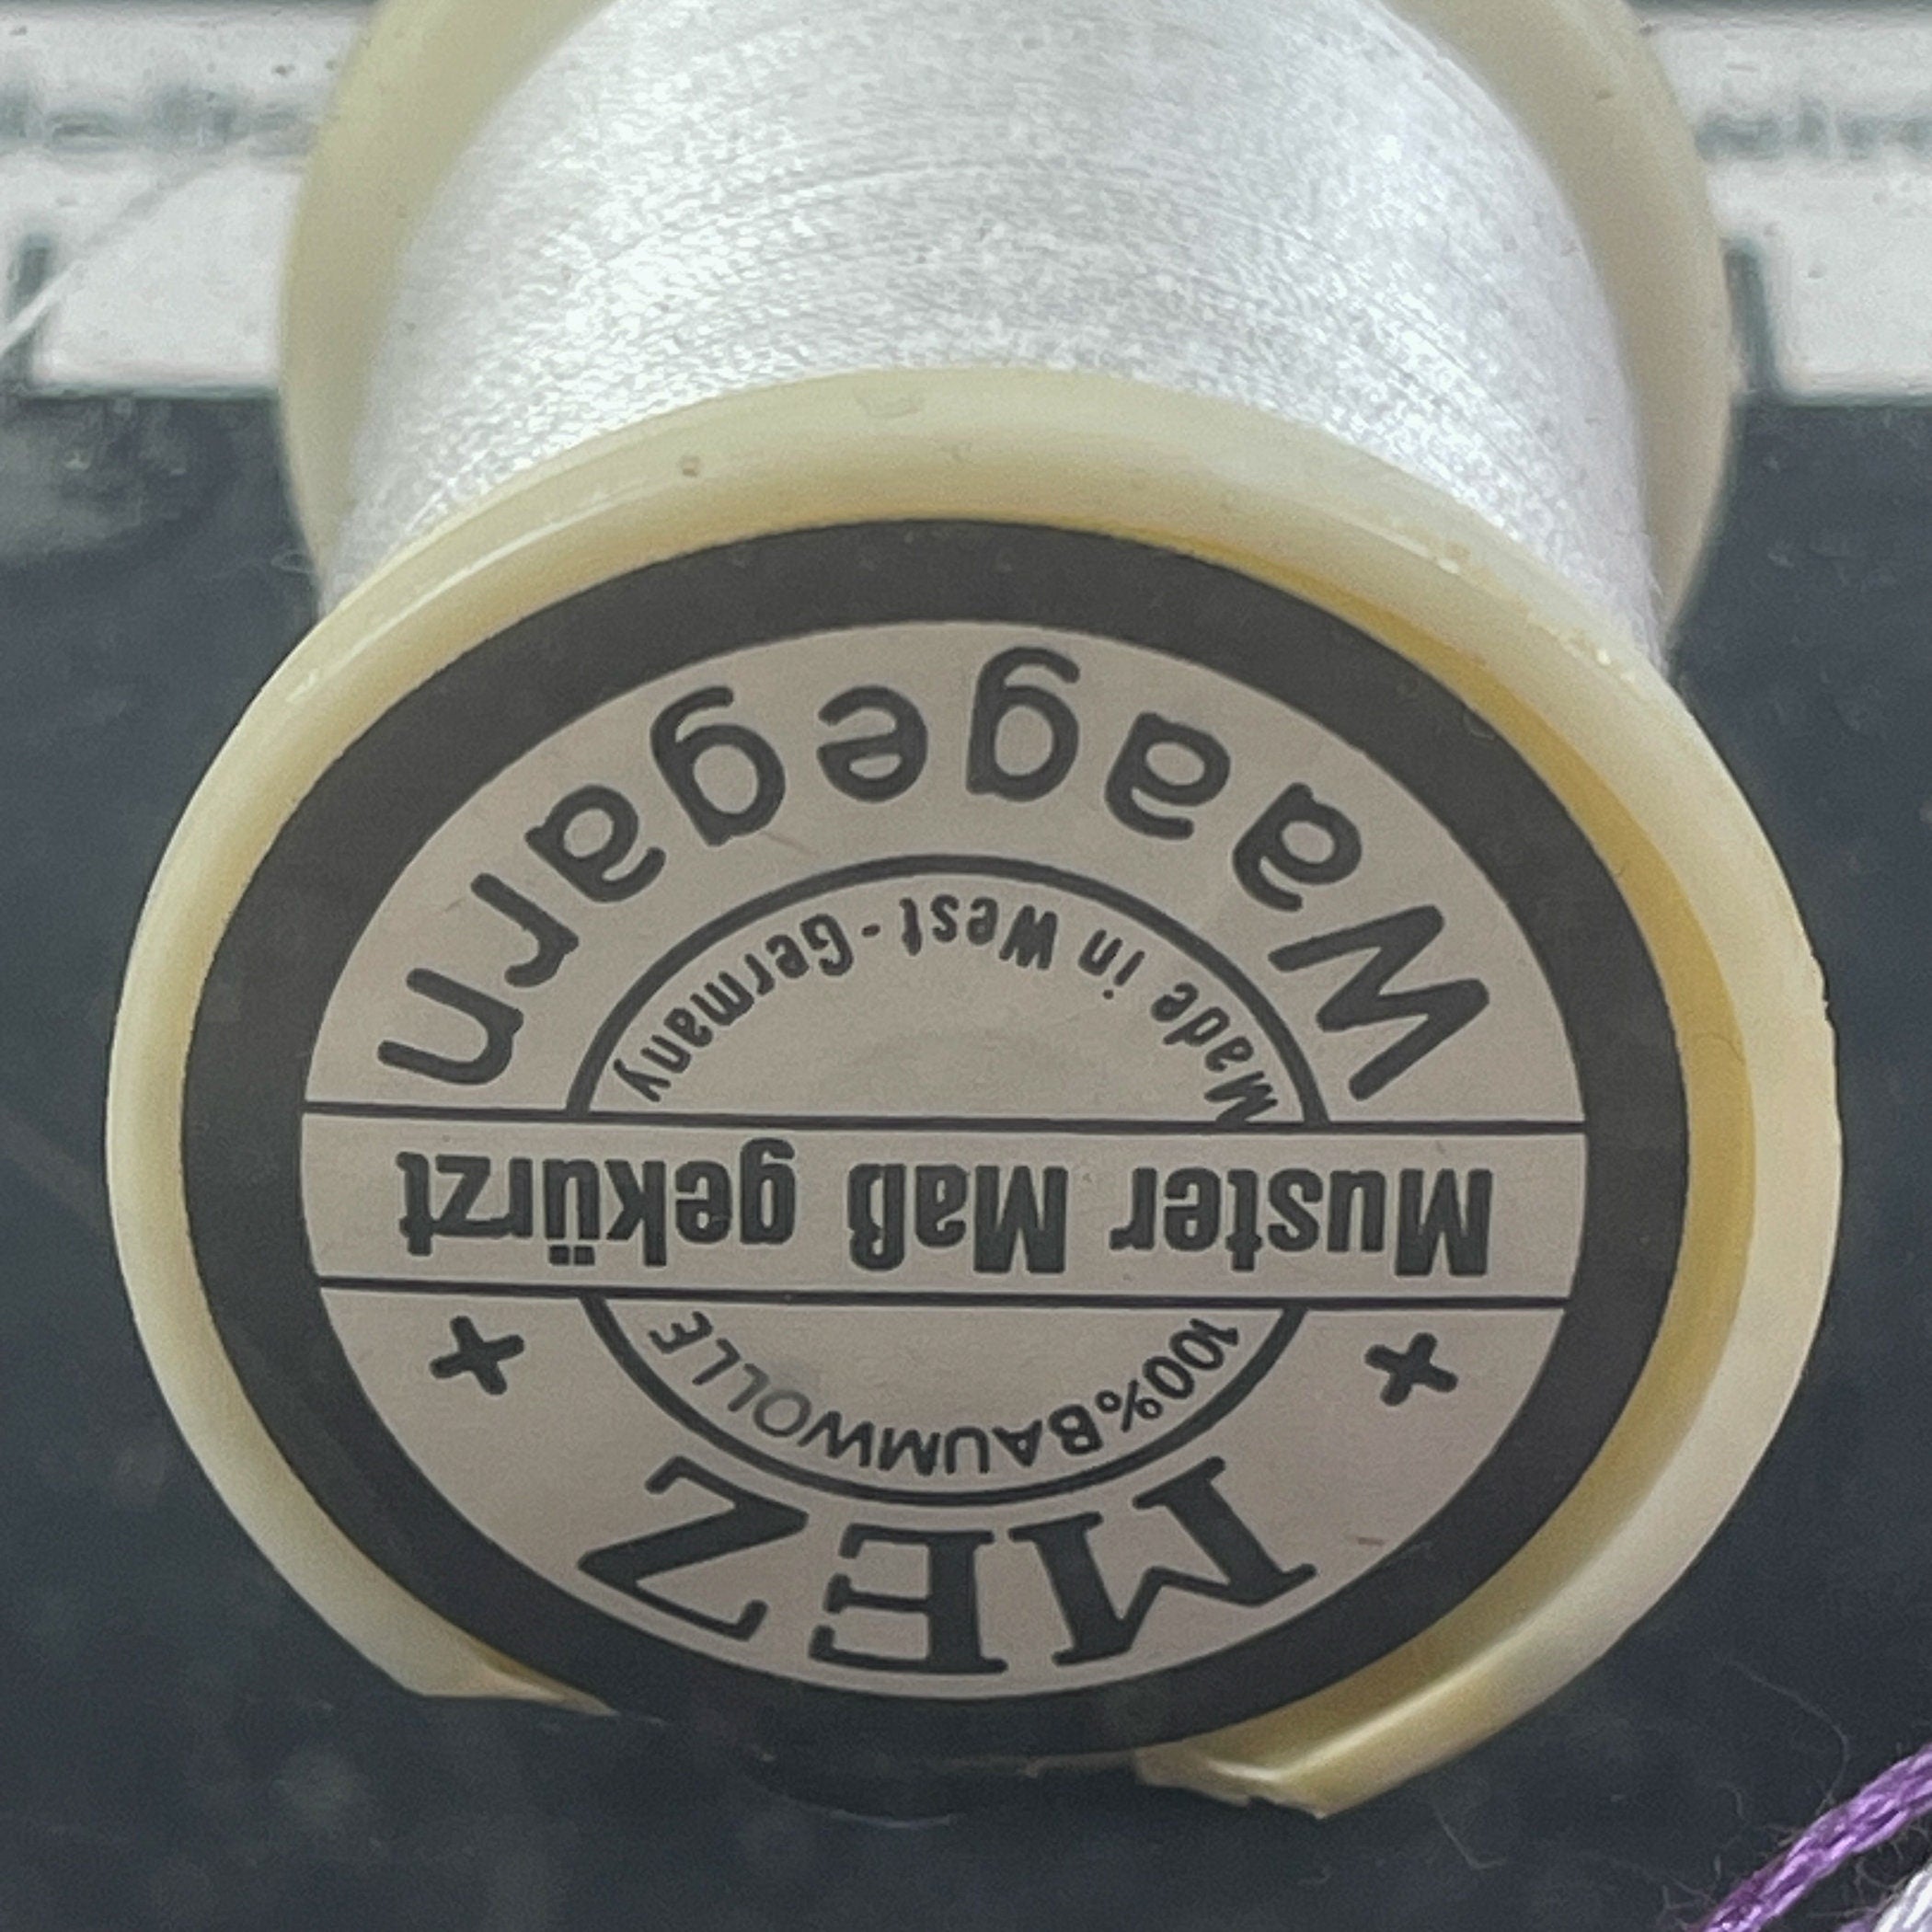 MEZ
100% BAUMWOLLE
Muster Maß gekürzt
Made in West-Germany
Waagegarn